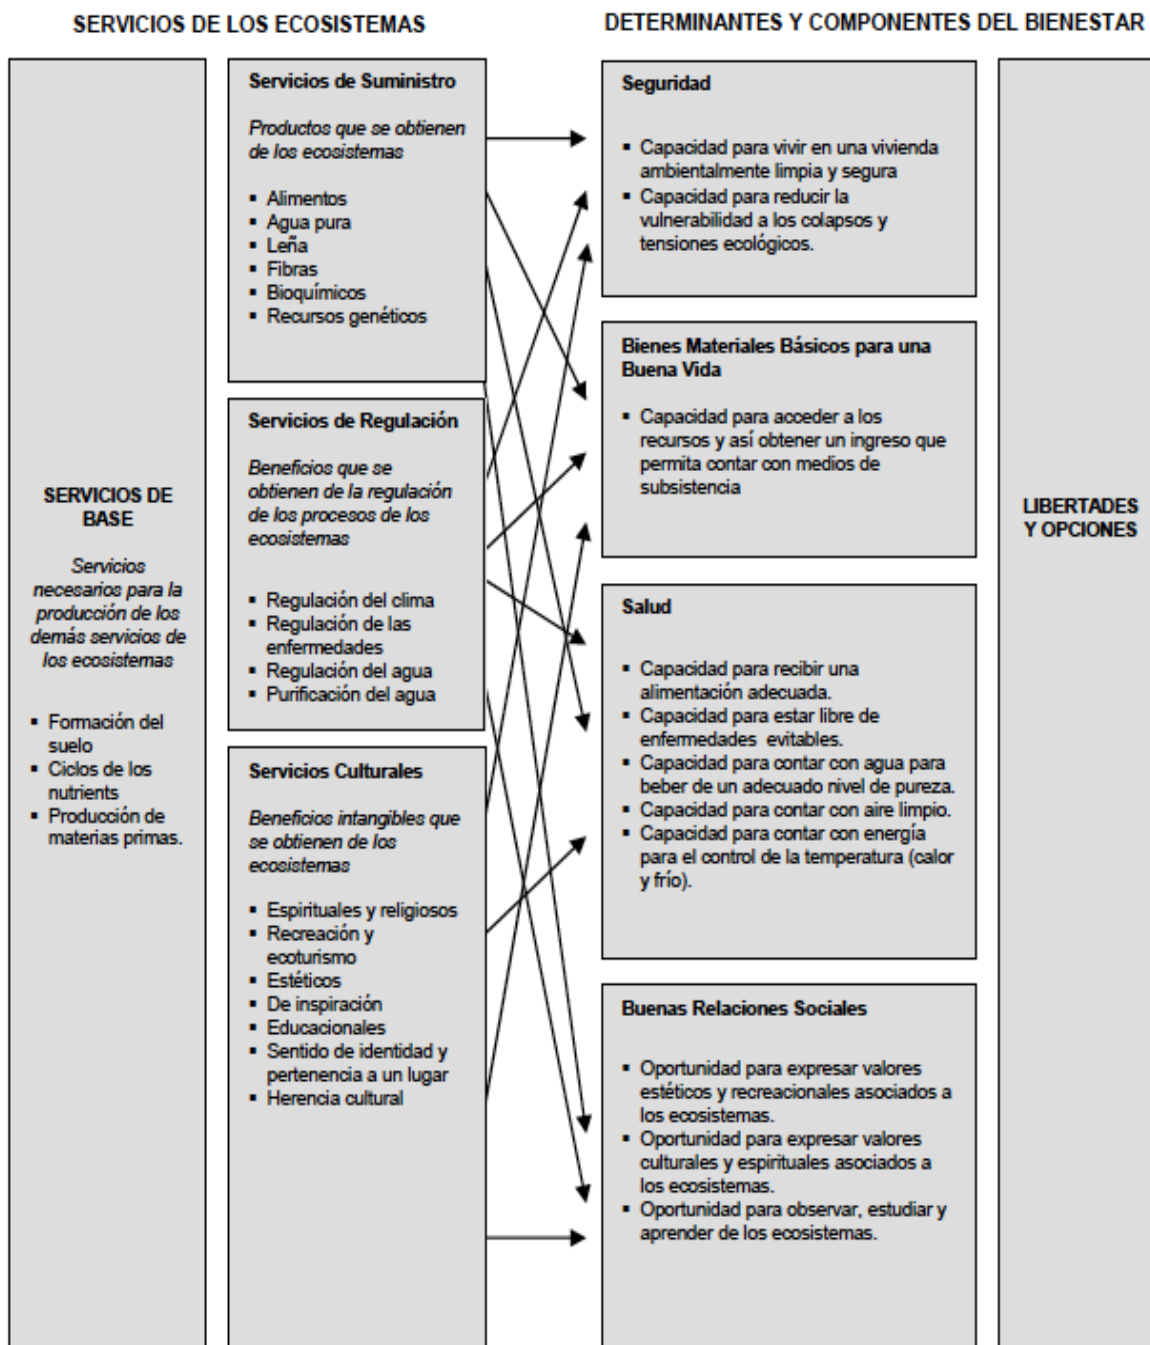 SERVICIOS DE LOS ECOSISTEMAS
DETERMINANTES Y COMPONENTES DEL BIENESTAR
SERVICIOS DE
BASE
Servicios
necesarios para la
producción de los
demás servicios de
los ecosistemas
▪ Formación del
suelo
▪ Ciclos de los
nutrients
▪ Producción de
materias primas.
Servicios de Suministro
Productos que se obtienen
de los ecosistemas
▪ Alimentos
▪ Agua pura
▪ Leña
▪ Fibras
▪ Bioquímicos
▪ Recursos genéticos
Servicios de Regulación
Beneficios que se
obtienen de la regulación
de los procesos de los
ecosistemas
▪ Regulación del clima
▪ Regulación de las
enfermedades
▪ Regulación del agua
▪ Purificación del agua
Servicios Culturales
Beneficios intangibles que
se obtienen de los
ecosistemas
▪ Espirituales y religiosos
▪ Recreación y
ecoturismo
▪ Estéticos
▪ De inspiración
▪ Educacionales
▪ Sentido de identidad y
pertenencia a un lugar
▪ Herencia cultural
Seguridad
▪ Capacidad para vivir en una vivienda
ambientalmente limpia y segura
▪ Capacidad para reducir la
vulnerabilidad a los colapsos y
tensiones ecológicos.
Bienes Materiales Básicos para una
Buena Vida
▪ Capacidad para acceder a los
recursos y así obtener un ingreso que
permita contar con medios de
subsistencia
Salud
▪ Capacidad para recibir una
alimentación adecuada.
▪ Capacidad para estar libre de
enfermedades evitables.
▪ Capacidad para contar con agua para
beber de un adecuado nivel de pureza.
▪ Capacidad para contar con aire limpio.
▪ Capacidad para contar con energía
para el control de la temperatura (calor
y frío).
Buenas Relaciones Sociales
▪ Oportunidad para expresar valores
estéticos y recreacionales asociados a
los ecosistemas.
▪ Oportunidad para expresar valores
culturales y espirituales asociados a
los ecosistemas.
▪ Oportunidad para observar, estudiar y
aprender de los ecosistemas.
LIBERTADES
Y OPCIONES